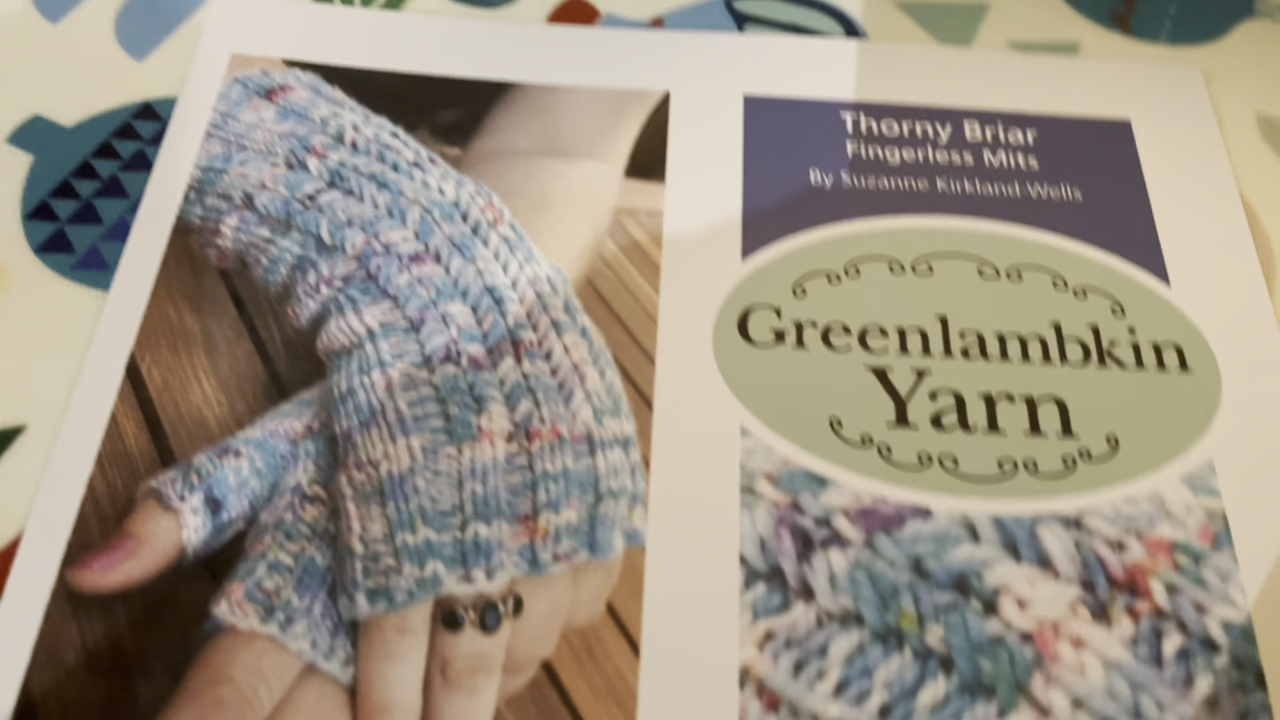 Thorny Briar
Fingerless Mits
By Suzanne Kirkland-Wells
Greenlambkin
Yarn